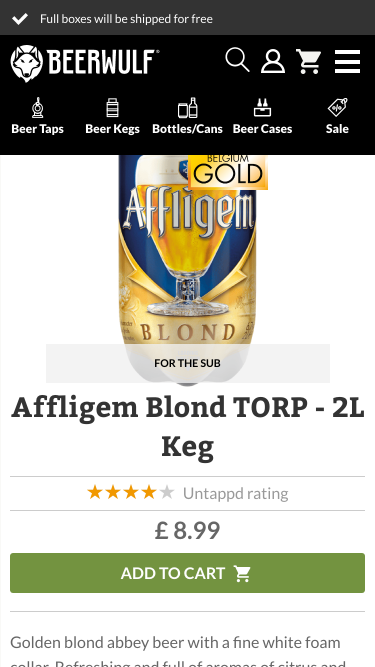 Full boxes will be shipped for free
BEERWULF
Beer Taps
Beer Kegs
Bottles/Cans
Beer Cases
Sale
BELGIUM
GOLD
Affligem
BLOND
FOR THE SUB
Affligem Blond TORP - 2L
Keg
Untappd rating
£ 8.99
ADD TO CART
Golden blond abbey beer with a fine white foam
collar. Refreshing and full of aromas of citrus and